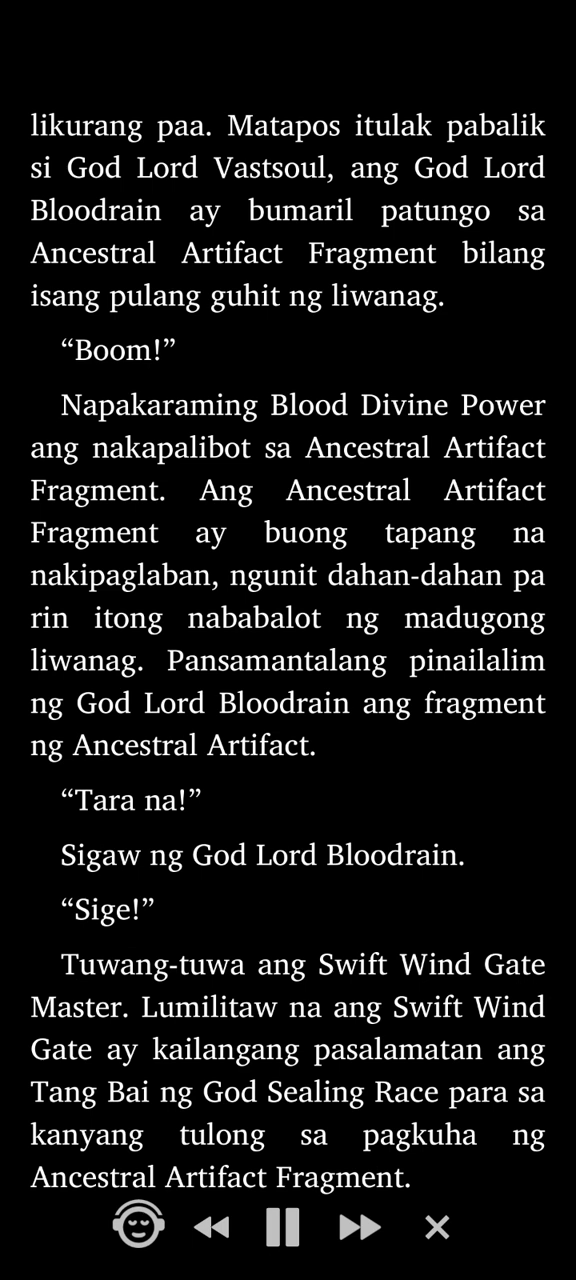 likurang paa. Matapos itulak pabalik
si God Lord Vastsoul, ang God Lord
Bloodrain ay bumaril patungo sa
Ancestral Artifact Fragment bilang
isang pulang guhit ng liwanag.
“Boom!”
Napakaraming Blood Divine Power
ang nakapalibot sa Ancestral Artifact
Fragment. Ang Ancestral Artifact
Fragment ay buong tapang na
nakipaglaban, ngunit dahan-dahan pa
rin itong nababalot ng madugong
liwanag. Pansamantalang pinailalim
ng God Lord Bloodrain ang fragment
ng Ancestral Artifact.
“Tara na!”
Sigaw ng God Lord Bloodrain.
“Sige!”
Tuwang-tuwa ang Swift Wind Gate
Master. Lumilitaw na ang Swift Wind
Gate ay kailangang pasalamatan ang
Tang Bai ng God Sealing Race para sa
kanyang tulong sa pagkuha ng
Ancestral Artifact Fragment.